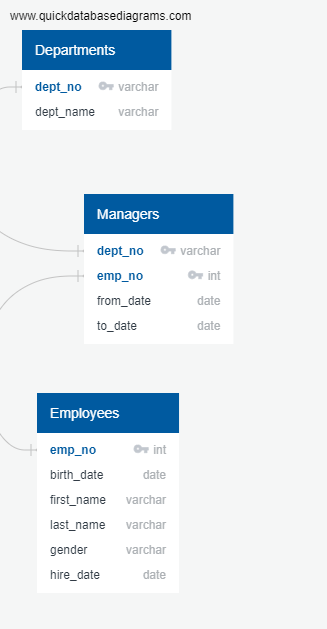 www.quickdatabasediagrams.com
Departments
dept_no varchar
dept_name varchar
Managers
dept_no varchar
emp_no int
from_date date
to_date date
Employees
emp_no int
birth_date date
first_name varchar
last_name varchar
gender varchar
hire_date date